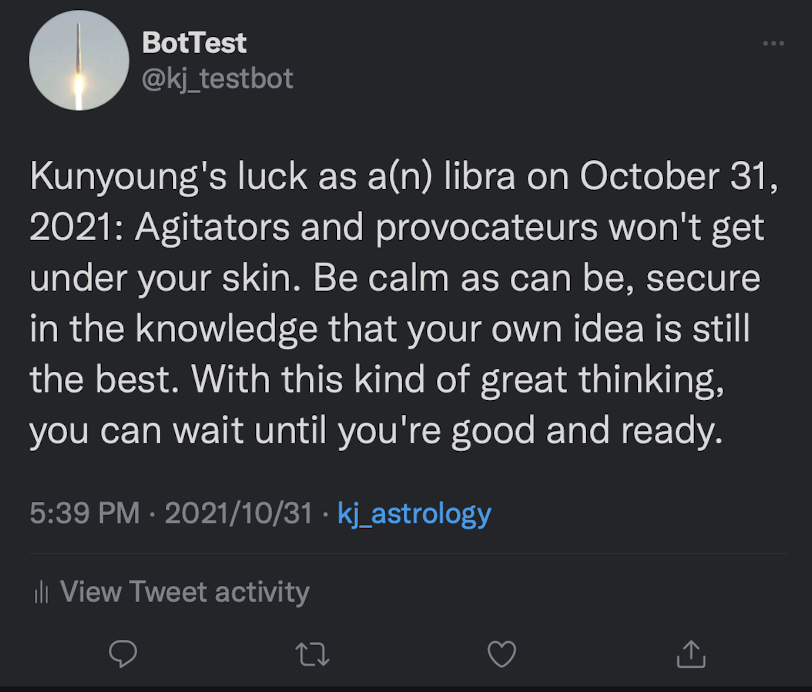 BotTest
@kj_testbot
Kunyoung's luck as a(n) libra on October 31,
2021: Agitators and provocateurs won't get
under your skin. Be calm as can be, secure
in the knowledge that your own idea is still
the best. With this kind of great thinking,
you can wait until you're good and ready.
5:39 PM · 2021/10/31 · kj_astrology
View Tweet activity